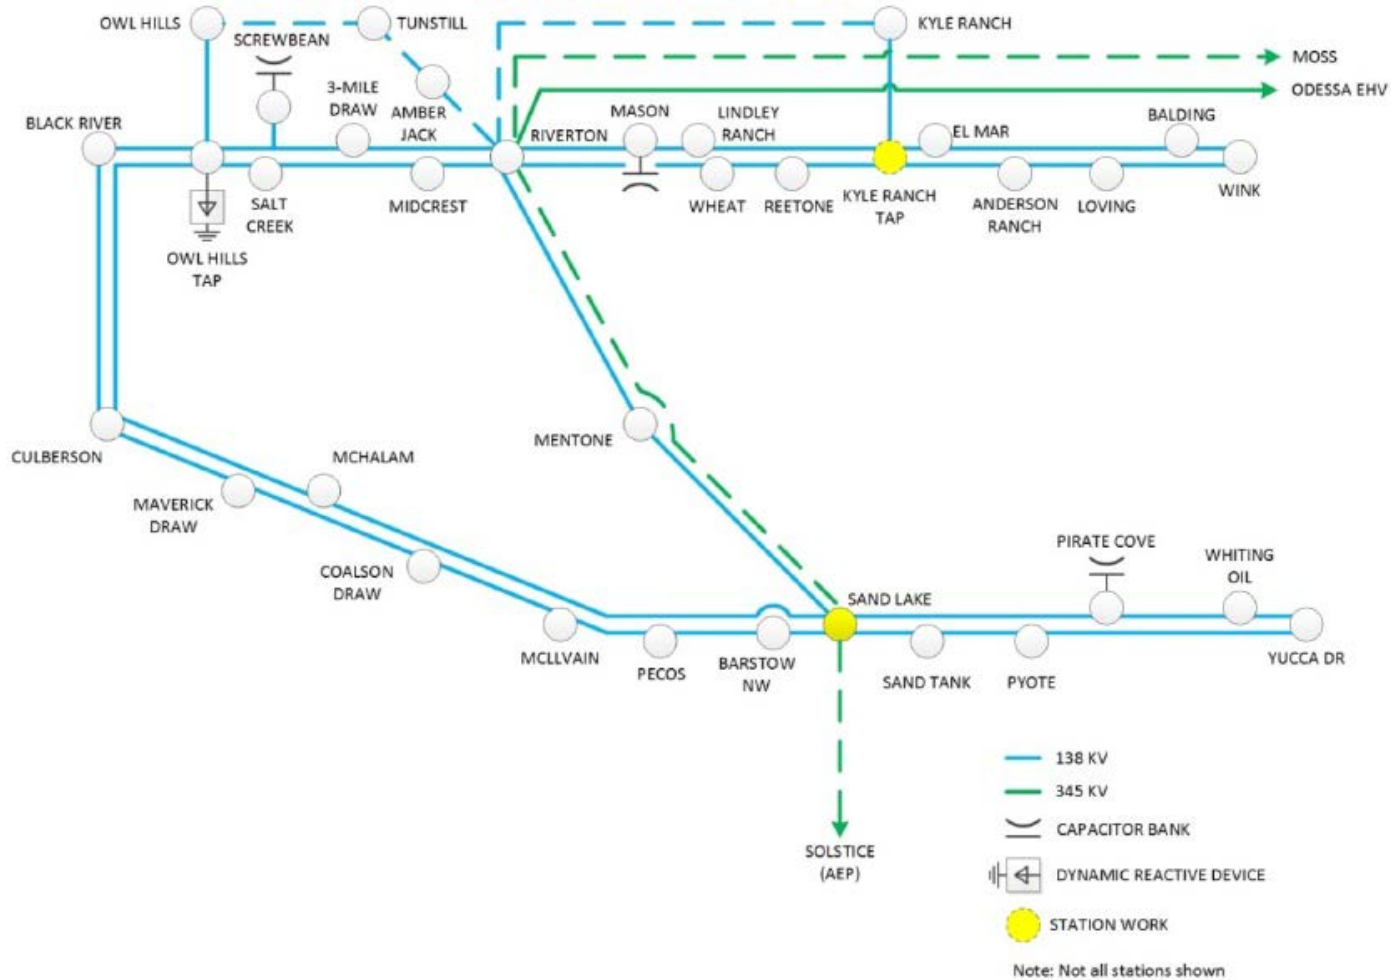 OWL HILLS
TUNSTILL
KYLE RANCH
SCREWBEAN
MOSS
3-MILE
DRAW
AMBER
JACK
ODESSA EHV
MASON
LINDLEY
RANCH
BALDING
BLACK RIVER
RIVERTON
EL MAR
SALT
CREEK
MIDCREST
WHEAT
REETONE
KYLE RANCH
TAP
ANDERSON
RANCH
LOVING
WINK
OWL HILLS
TAP
CULBERSON
MENTONE
MCHALAM
MAVERICK
DRAW
COALSON
DRAW
PIRATE COVE
WHITING
OIL
SAND LAKE
MCLLVAIN
PECOS
BARSTOW
NW
SAND TANK
PYOTE
YUCCA DR
SOLSTICE
(AEP)
138 KV
345 KV
CAPACITOR BANK
DYNAMIC REACTIVE DEVICE
STATION WORK
Note: Not all stations shown